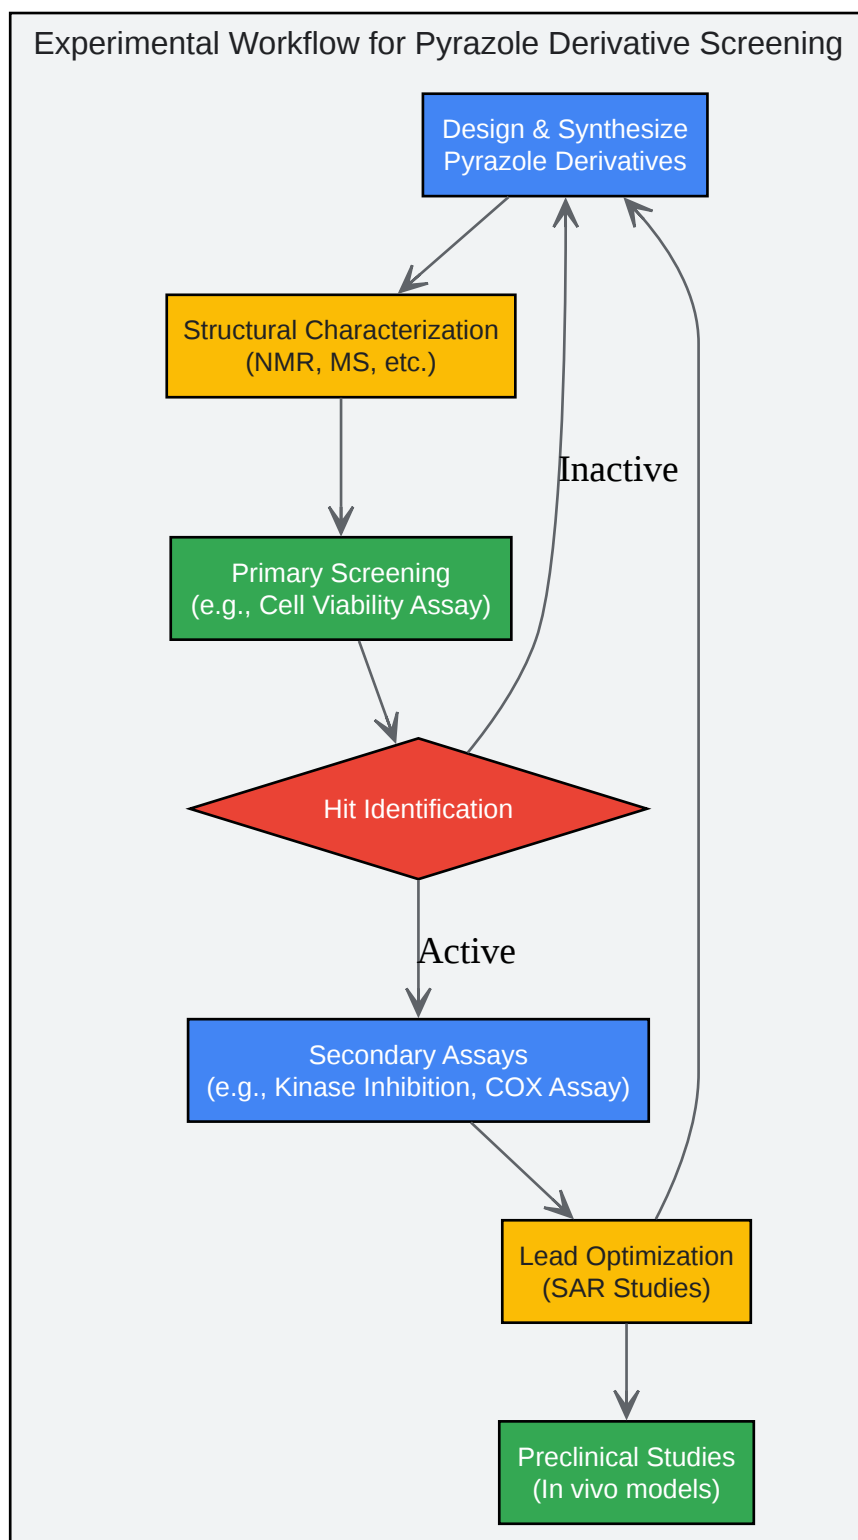 Experimental Workflow for Pyrazole Derivative Screening
Design & Synthesize
Pyrazole Derivatives
Structural Characterization
(NMR, MS, etc.)
Inactive
Primary Screening
(e.g., Cell Viability Assay)
Hit Identification
Active
Secondary Assays
(e.g., Kinase Inhibition, COX Assay)
Lead Optimization
(SAR Studies)
Preclinical Studies
(In vivo models)